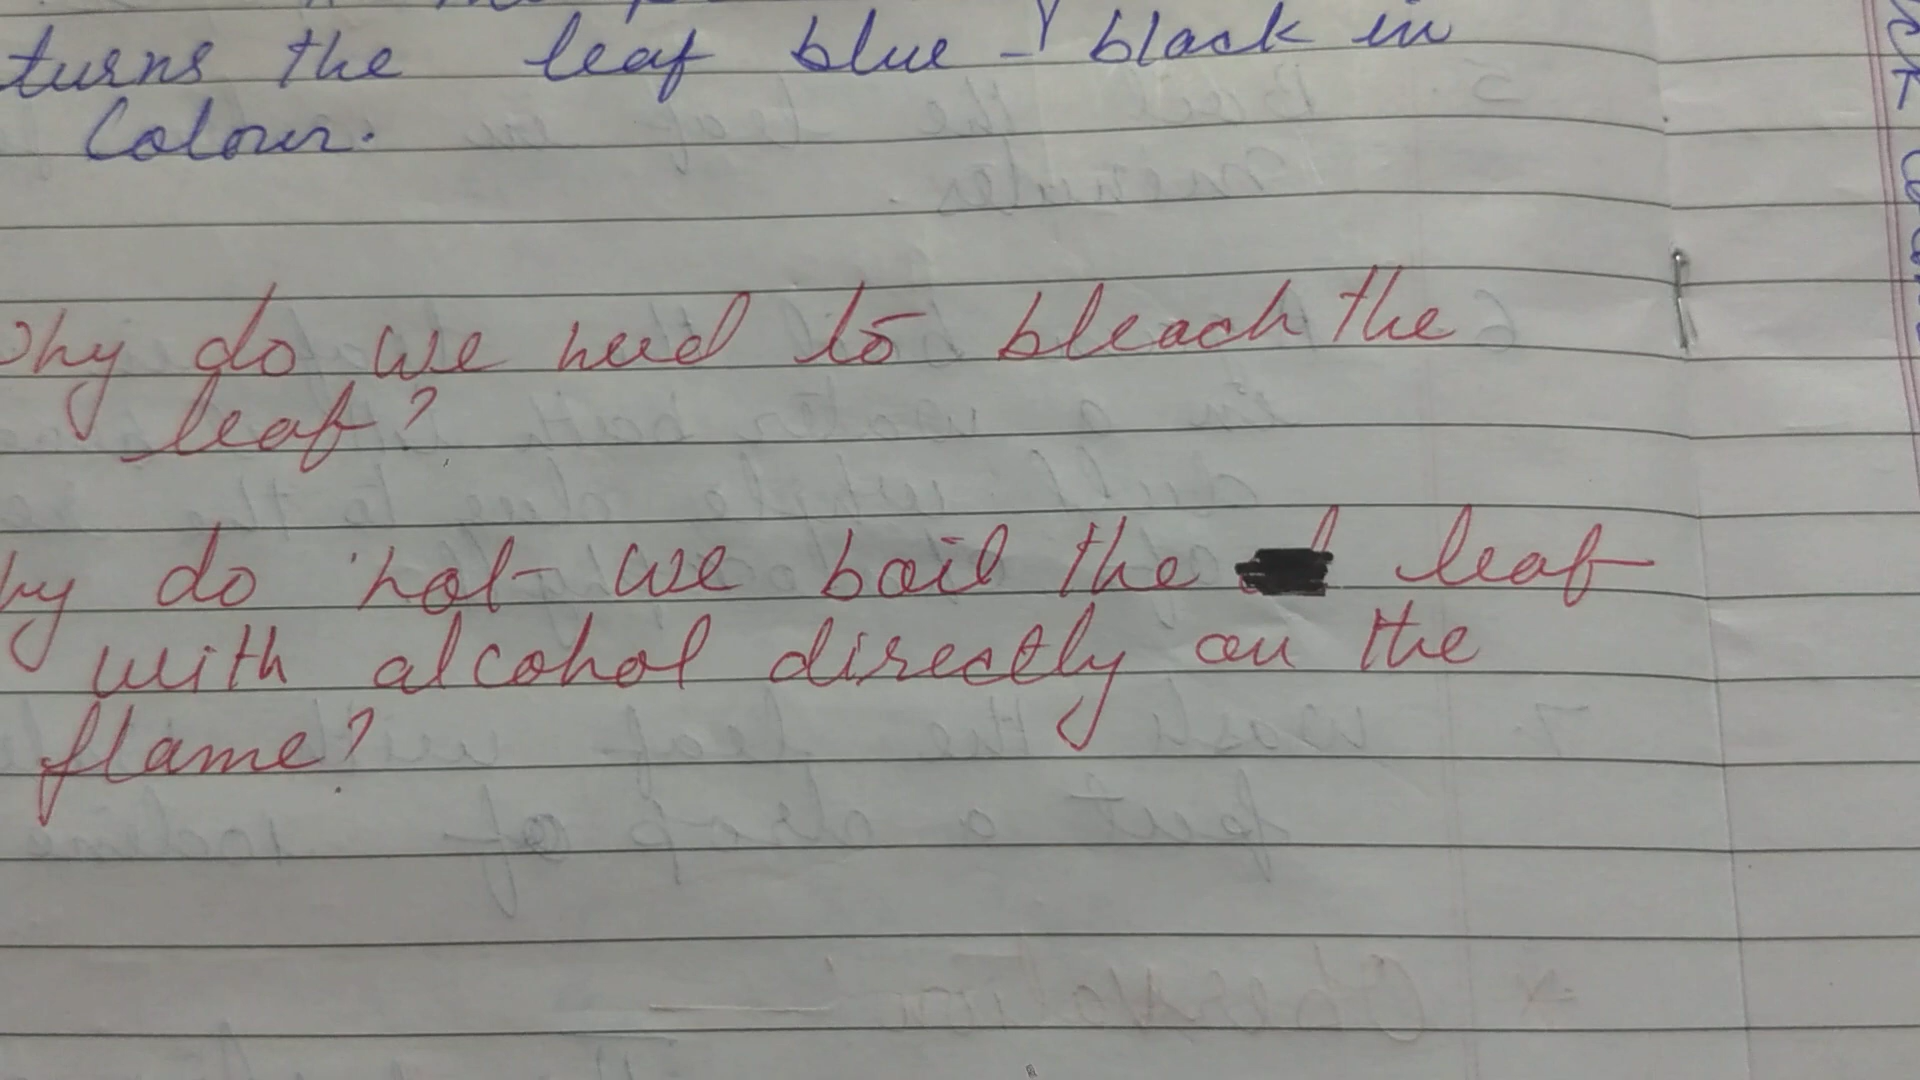 turns the leaf blue - black in
Colour.
Why do we need to bleach the
leaf?
hy do not we boil the leaf
with alcohol directly on the
flame?